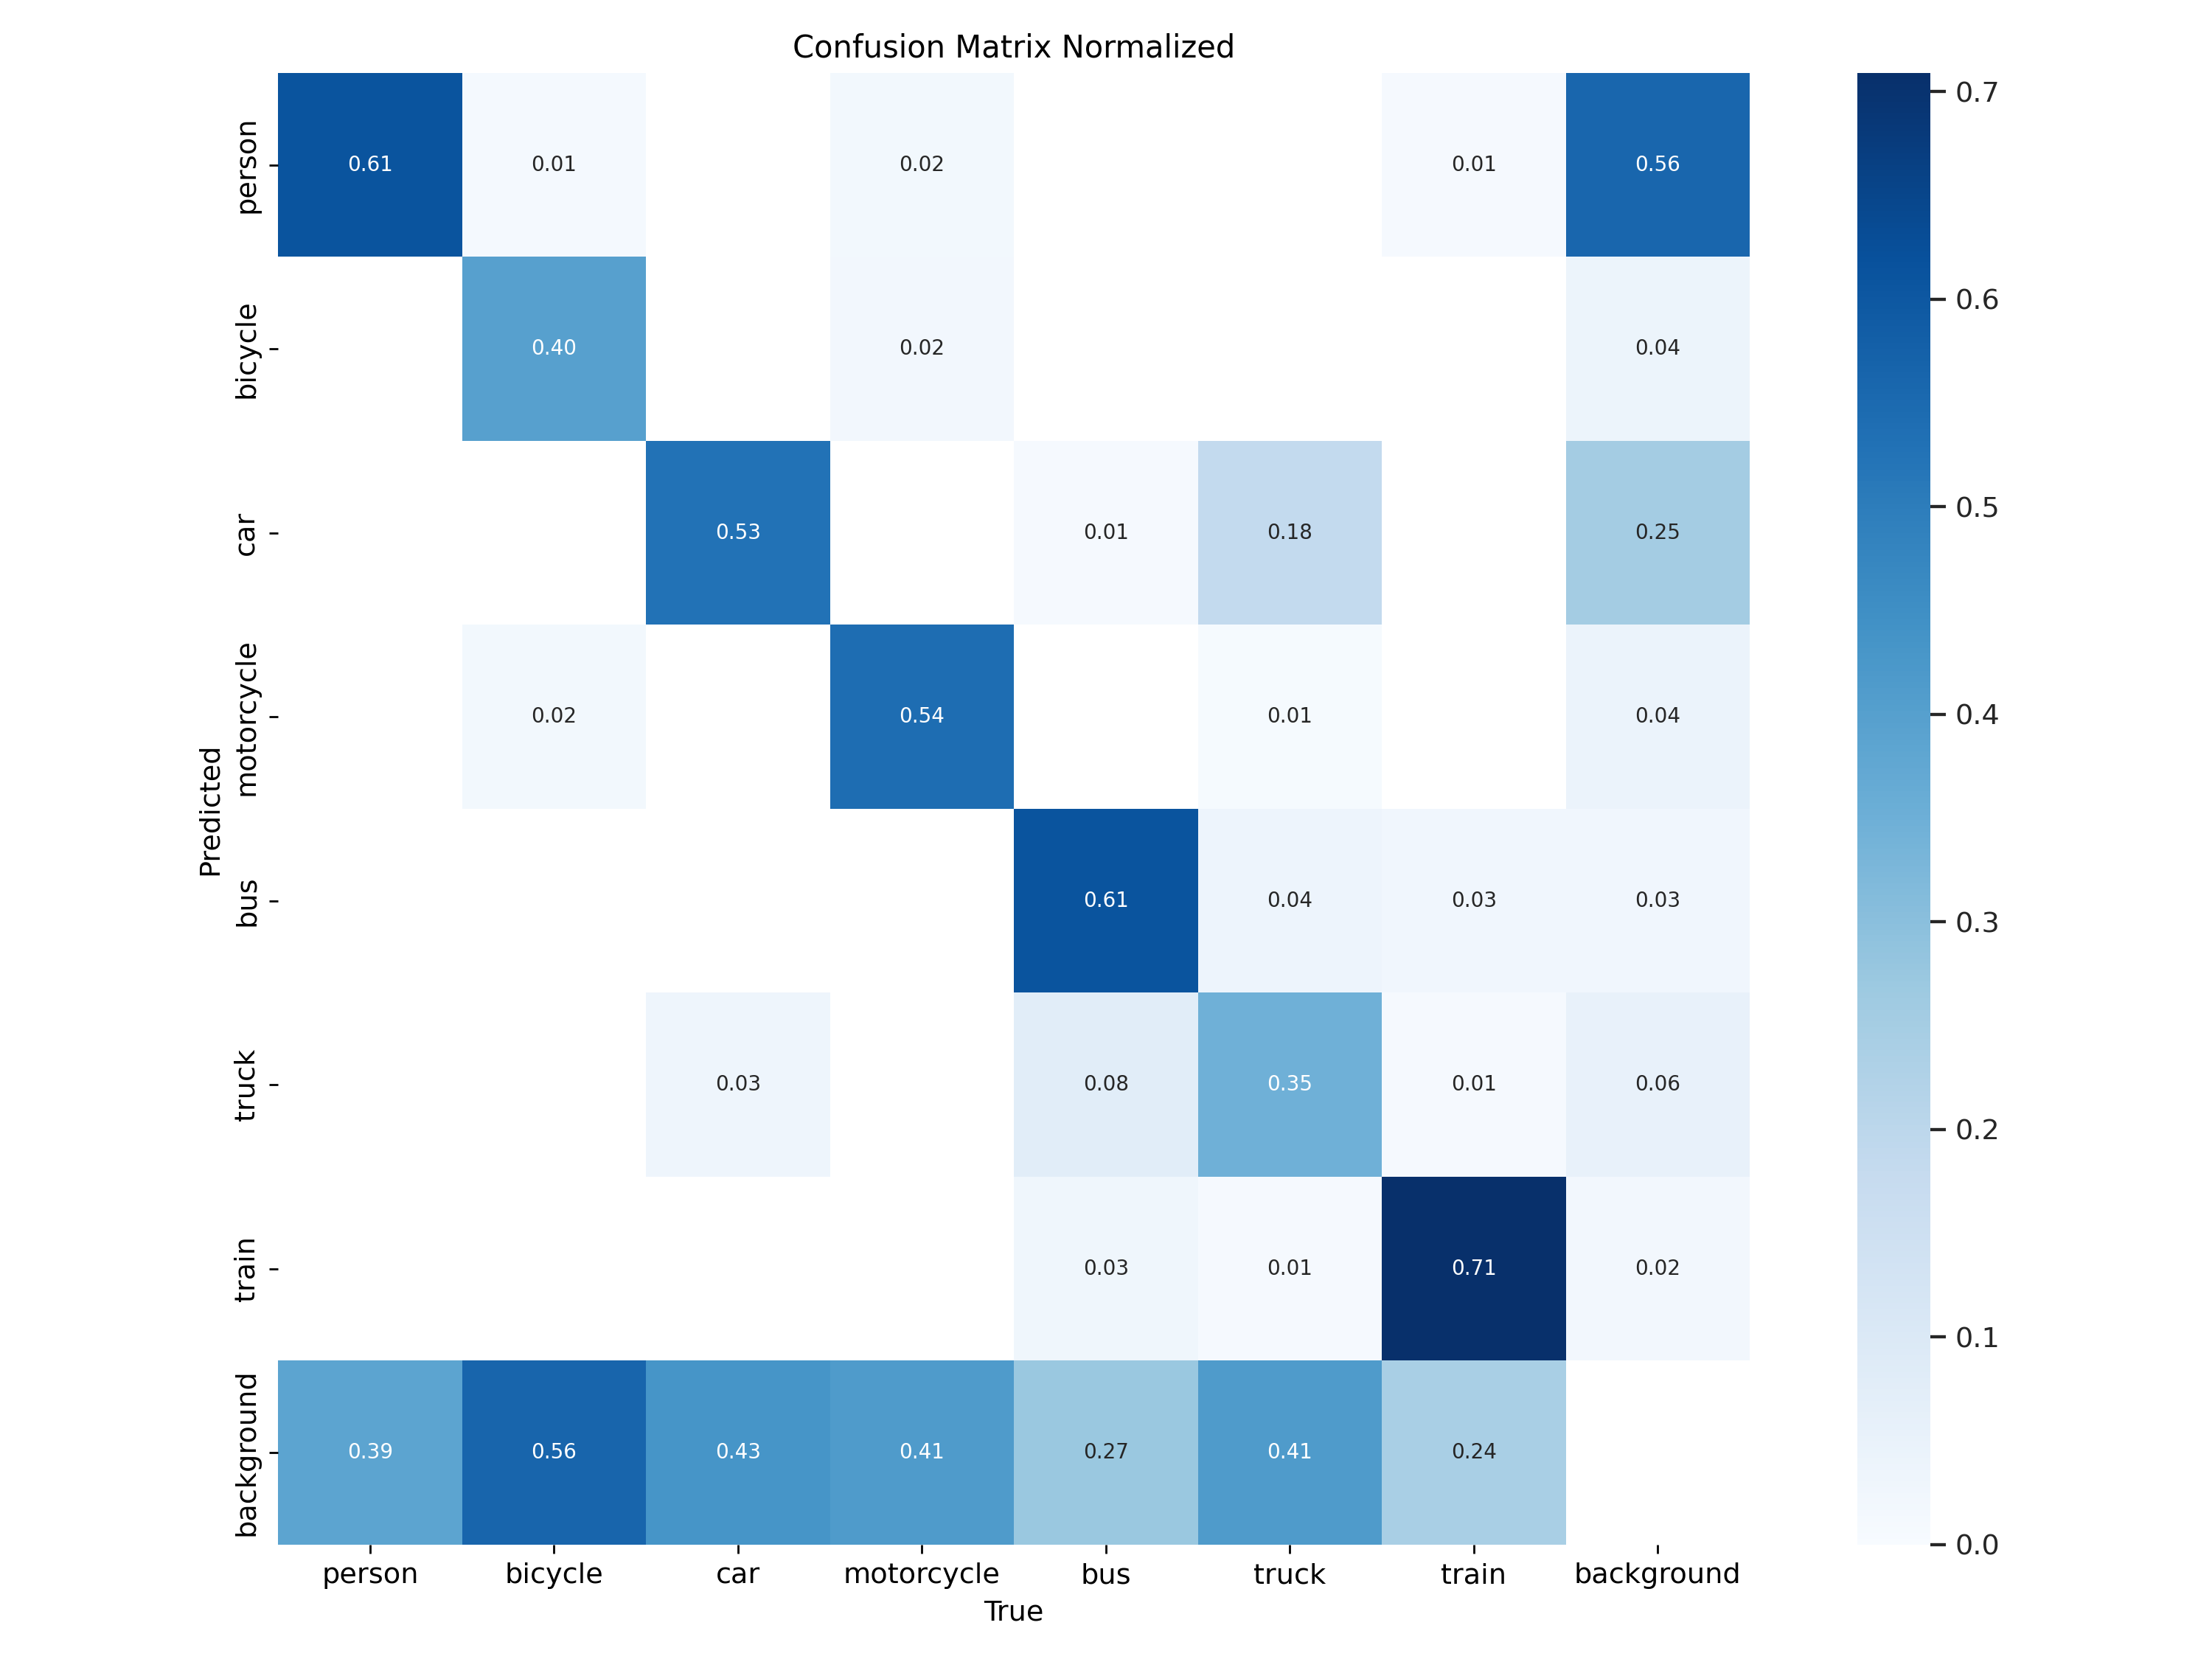 Confusion Matrix Normalized
person 0.61 0.01 0.02 0.01 0.56
bicycle 0.40 0.02 0.04
car 0.53 0.01 0.18 0.25
motorcycle 0.02 0.54 0.01 0.04
bus 0.61 0.04 0.03 0.03
truck 0.03 0.08 0.35 0.01 0.06
train 0.03 0.01 0.71 0.02
background 0.39 0.56 0.43 0.41 0.27 0.41 0.24
person bicycle car motorcycle bus truck train background
True
Predicted
0.7
0.6
0.5
0.4
0.3
0.2
0.1
0.0